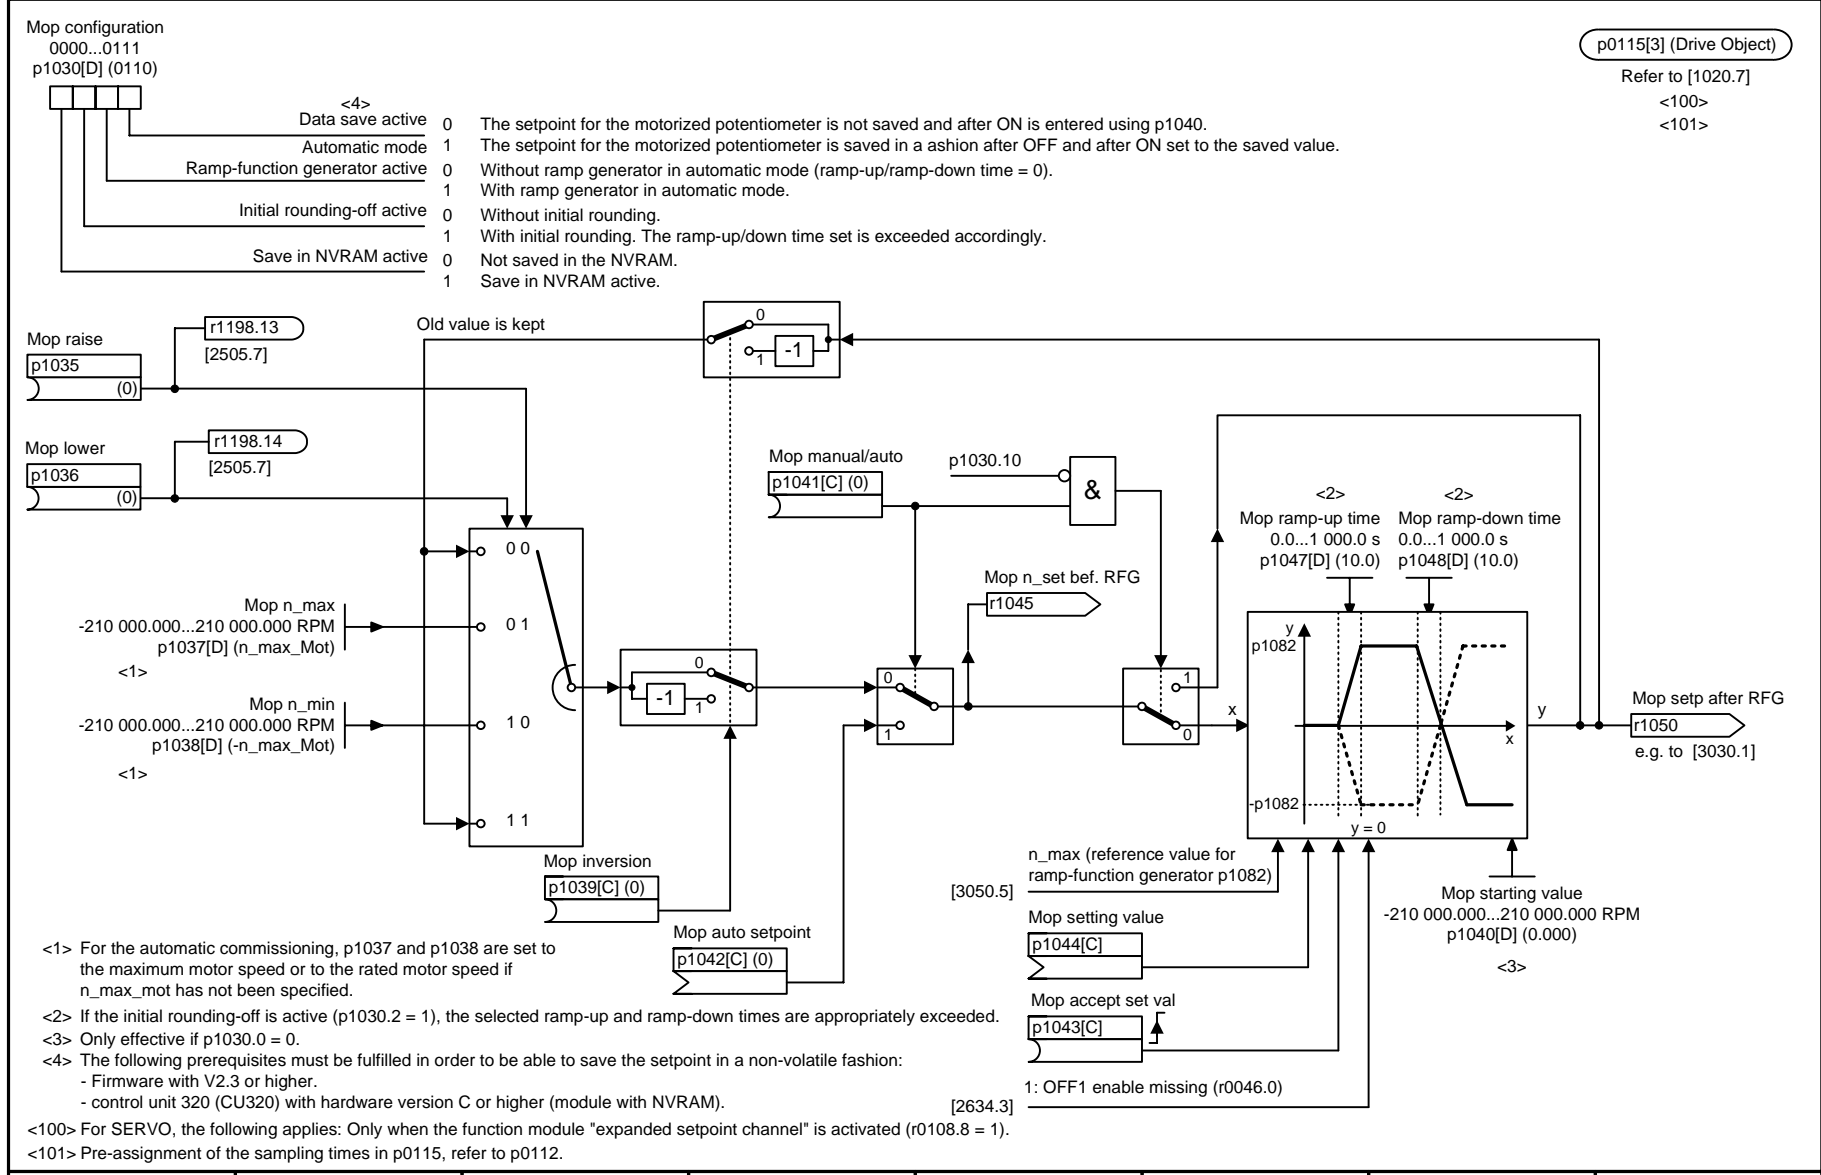 Mop configuration
0000...0111
p1030[D] (0110)
p0115[3] (Drive Object)
Refer to [1020.7]
<100>
<101>
<4>
Data save active
0 The setpoint for the motorized potentiometer is not saved and after ON is entered using p1040.
Automatic mode
1 The setpoint for the motorized potentiometer is saved in a ashion after OFF and after ON set to the saved value.
Ramp-function generator active
0 Without ramp generator in automatic mode (ramp-up/ramp-down time = 0).
1 With ramp generator in automatic mode.
Initial rounding-off active
0 Without initial rounding.
1 With initial rounding. The ramp-up/down time set is exceeded accordingly.
Save in NVRAM active
0 Not saved in the NVRAM.
1 Save in NVRAM active.
Mop raise
p1035
(0)
r1198.13
[2505.7]
Old value is kept
0
1
-1
Mop lower
p1036
(0)
r1198.14
[2505.7]
Mop manual/auto
p1041[C] (0)
p1030.10
&
<2>
Mop ramp-up time
0.0...1 000.0 s
p1047[D] (10.0)
<2>
Mop ramp-down time
0.0...1 000.0 s
p1048[D] (10.0)
0 0
0 1
1 0
1 1
Mop n_max
-210 000.000...210 000.000 RPM
p1037[D] (n_max_Mot)
<1>
Mop n_min
-210 000.000...210 000.000 RPM
p1038[D] (-n_max_Mot)
<1>
0
-1
1
0
1
Mop n_set bef. RFG
r1045
1
0
x
y
p1082
x
-p1082
y = 0
y
Mop setp after RFG
r1050
e.g. to [3030.1]
Mop inversion
p1039[C] (0)
Mop auto setpoint
p1042[C] (0)
n_max (reference value for
ramp-function generator p1082)
[3050.5]
Mop setting value
p1044[C]
Mop accept set val
p1043[C]
1: OFF1 enable missing (r0046.0)
[2634.3]
Mop starting value
-210 000.000...210 000.000 RPM
p1040[D] (0.000)
<3>
<1> For the automatic commissioning, p1037 and p1038 are set to
the maximum motor speed or to the rated motor speed if
n_max_mot has not been specified.
<2> If the initial rounding-off is active (p1030.2 = 1), the selected ramp-up and ramp-down times are appropriately exceeded.
<3> Only effective if p1030.0 = 0.
<4> The following prerequisites must be fulfilled in order to be able to save the setpoint in a non-volatile fashion:
- Firmware with V2.3 or higher.
- control unit 320 (CU320) with hardware version C or higher (module with NVRAM).
<100> For SERVO, the following applies: Only when the function module "expanded setpoint channel" is activated (r0108.8 = 1).
<101> Pre-assignment of the sampling times in p0115, refer to p0112.